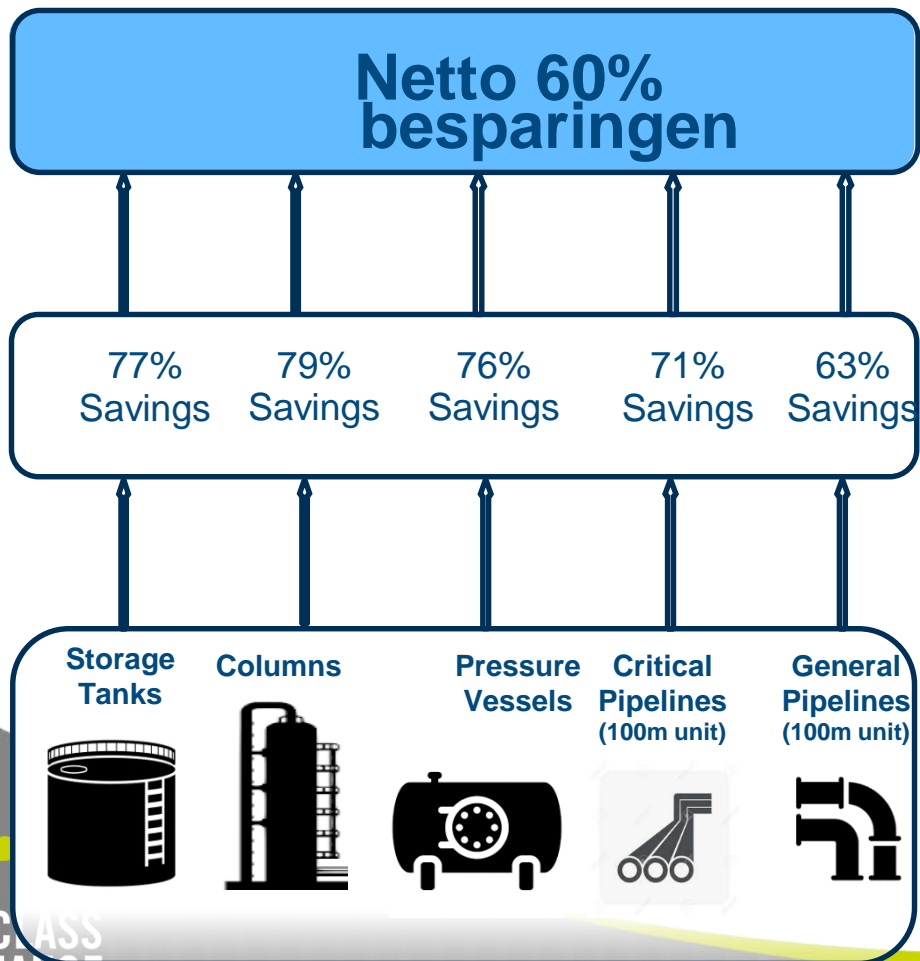 Netto 60%
besparingen
77%
Savings
79%
Savings
76%
Savings
71%
Savings
63%
Savings
Storage
Tanks
Columns
Pressure
Vessels
Critical
Pipelines
(100m unit)
General
Pipelines
(100m unit)